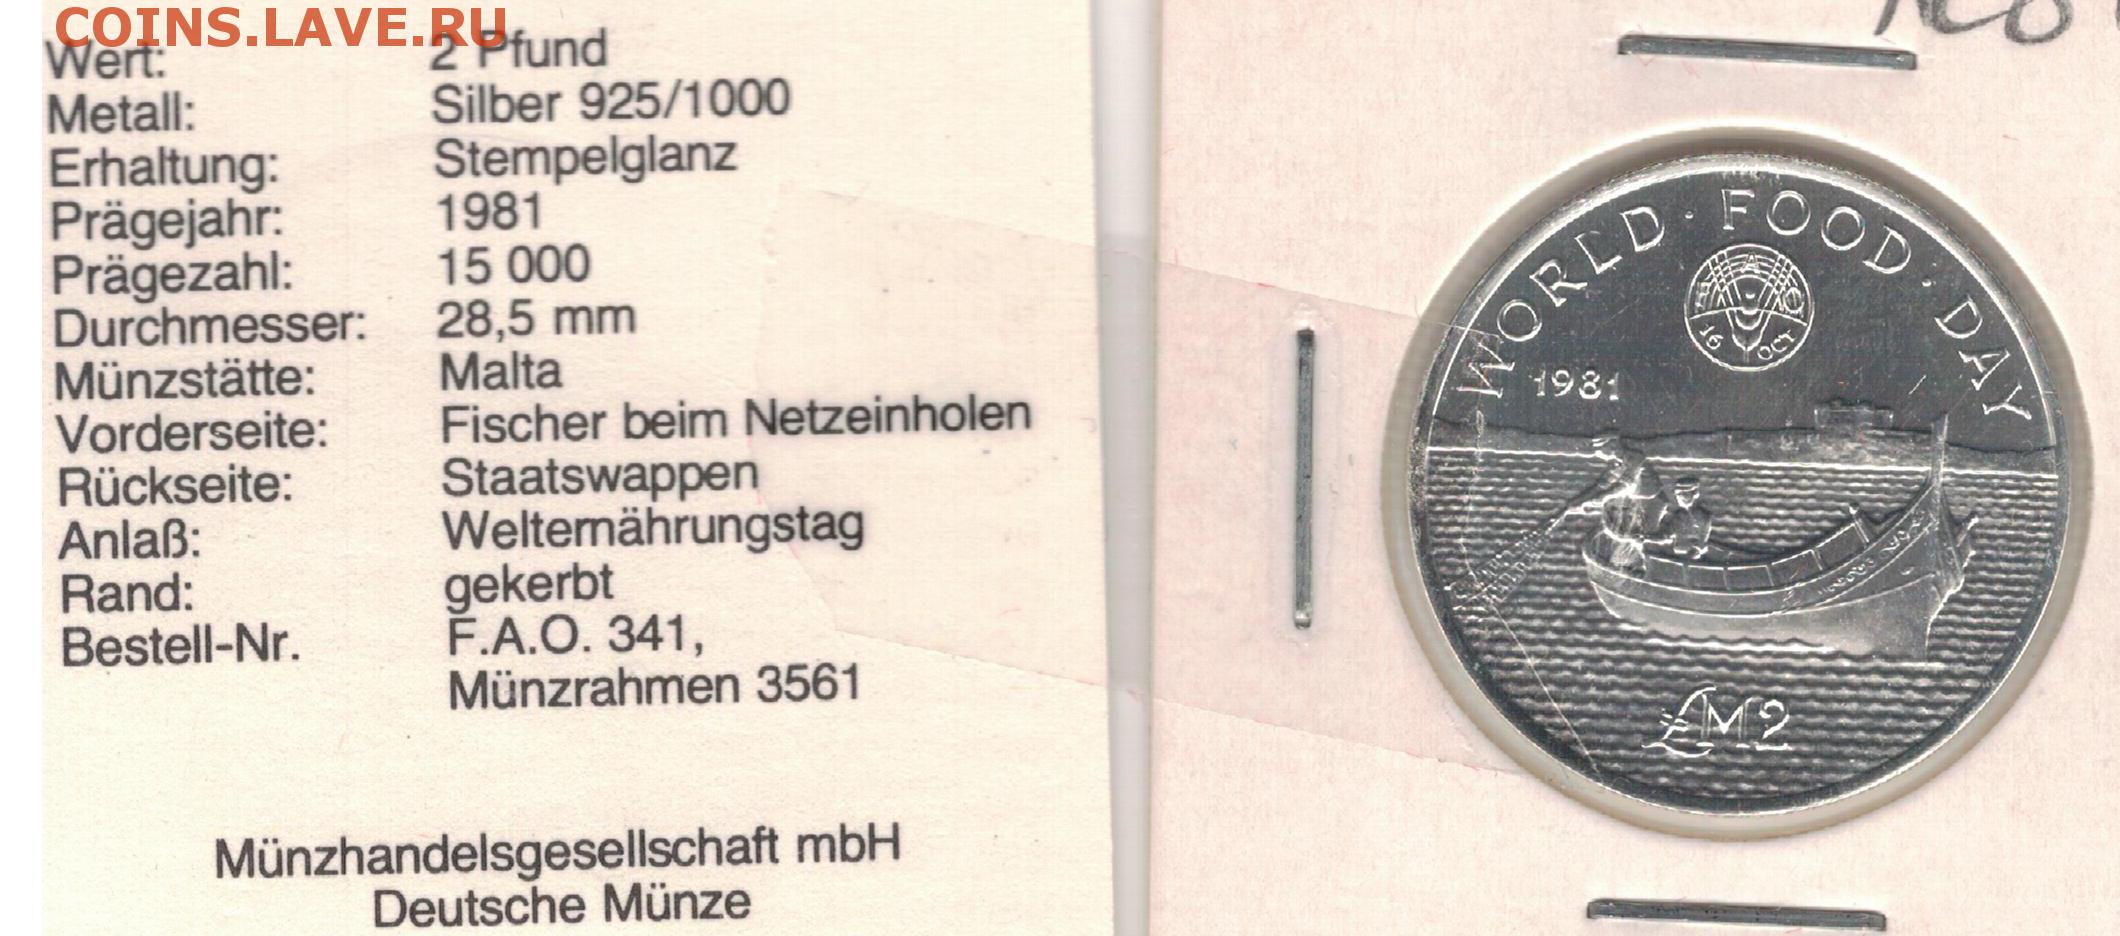 COINS.LAVE.RU
Wert: 2 Pfund
Metall: Silber 925/1000
Erhaltung: Stempelglanz
Prägejahr: 1981
Prägezahl: 15 000
Durchmesser: 28,5 mm
Münzstätte: Malta
Vorderseite: Fischer beim Netzeinholen
Rückseite: Staatswappen
Anlaß: Welternährungstag
Rand: gekerbt
Bestell-Nr. F.A.O. 341,
Münzrahmen 3561
Münzhandelsgesellschaft mbH
Deutsche Münze
WORLD · FOOD · DAY
FAO
16 OCT
1981
£M2